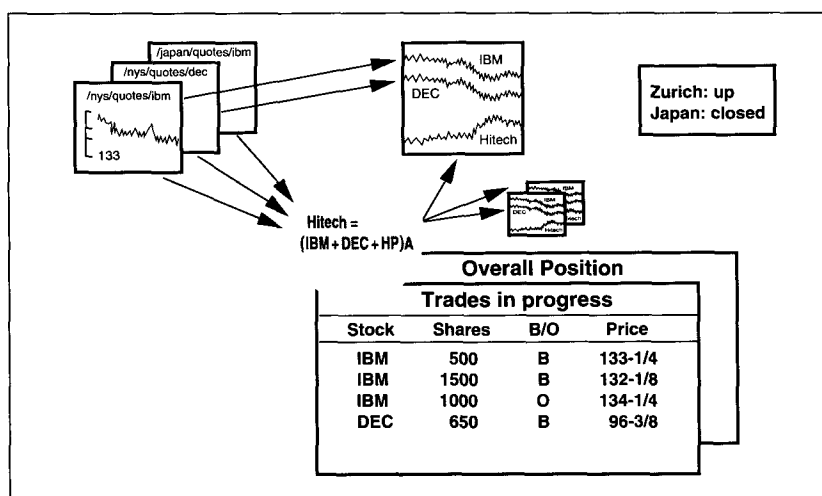 /japan/quotes/ibm
/nys/quotes/dec
/nys/quotes/ibm
133
IBM
DEC
Hitech
Zurich: up
Japan: closed
Hitech =
(IBM+DEC+HP)A
IBM
IBM
DEC
Hitech
Overall Position
Trades in progress
Stock Shares B/O Price
IBM 500 B 133-1/4
IBM 1500 B 132-1/8
IBM 1000 O 134-1/4
DEC 650 B 96-3/8